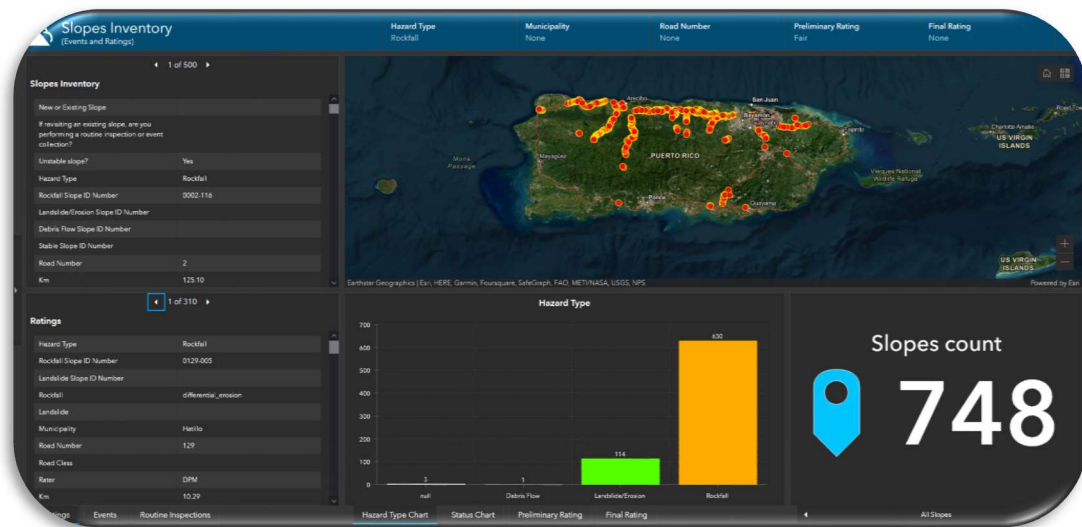 Slopes Inventory
(Events and Ratings)
Hazard Type
Rockfall
Municipality
None
Road Number
None
Preliminary Rating
Fair
Final Rating
None
1 of 500
Slopes Inventory
New or Existing Slope
If revisiting an existing slope, are you
performing a routine inspection or event
collection?
Unstable slope? Yes
Hazard Type Rockfall
Rockfall Slope ID Number 0002-116
Landslide/Erosion Slope ID Number
Debris Flow Slope ID Number
Stable Slope ID Number
Road Number 2
Km 125.10
Arecibo
San Juan
Bayamón
Fajardo
Mayagüez
PUERTO RICO
Mona
Passage
Ponce
Guayama
Vieques National
Wildlife Refuge
Charlotte Amalie
US VIRGIN
ISLANDS
US VIRGIN
ISLANDS
Earthstar Geographics | Esri, HERE, Garmin, Foursquare, SafeGraph, FAO, METI/NASA, USGS, NPS
Powered by Esri
1 of 310
Ratings
Hazard Type Rockfall
Rockfall Slope ID Number 0129-005
Landslide Slope ID Number
Rockfall differential_erosion
Landslide
Municipality Hatillo
Road Number 129
Road Class
Rater DPM
Km 10.29
Events
Routine Inspections
Hazard Type
700
600
500
400
300
200
100
0
3
1
114
630
null
Debris Flow
Landslide/Erosion
Rockfall
Hazard Type Chart
Status Chart
Preliminary Rating
Final Rating
Slopes count
748
All Slopes